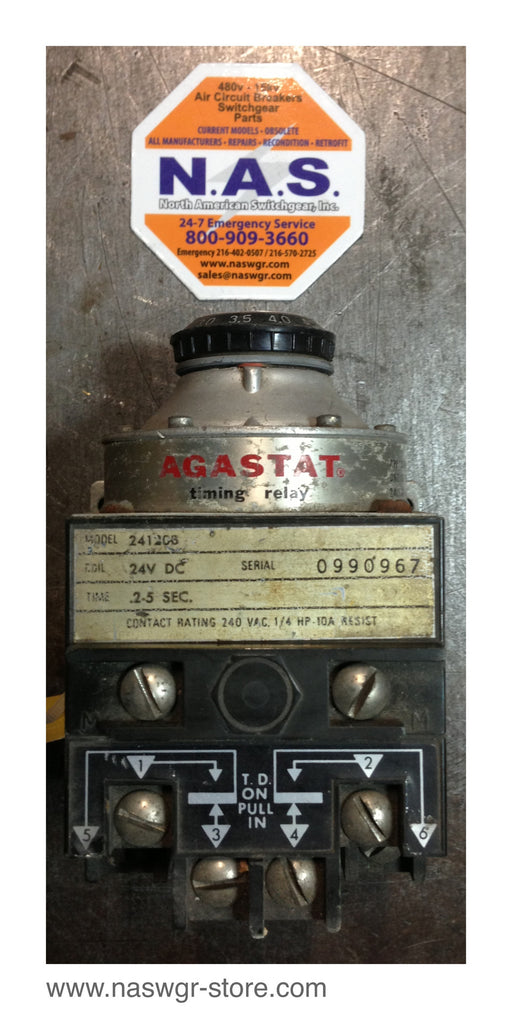 480v - 15kv
Air Circuit Breakers
Switchgear
Parts
CURRENT MODELS • OBSOLETE
ALL MANUFACTURERS • REPAIRS • RECONDITION • RETROFIT
N.A.S.
North American Switchgear, Inc.
24-7 Emergency Service
800-909-3660
Emergency 216-402-0507 / 216-570-2725
www.naswgr.com
sales@naswgr.com
3.5 4.0
AGASTAT®
timing relay
MODEL
COIL 24V DC SERIAL 0990967
TIME .2-5 SEC.
CONTACT RATING 240 VAC, 1/4 HP-10A RESIST
M M
1 2
T. D.
ON
PULL
IN
5 3 4 6
www.naswgr-store.com